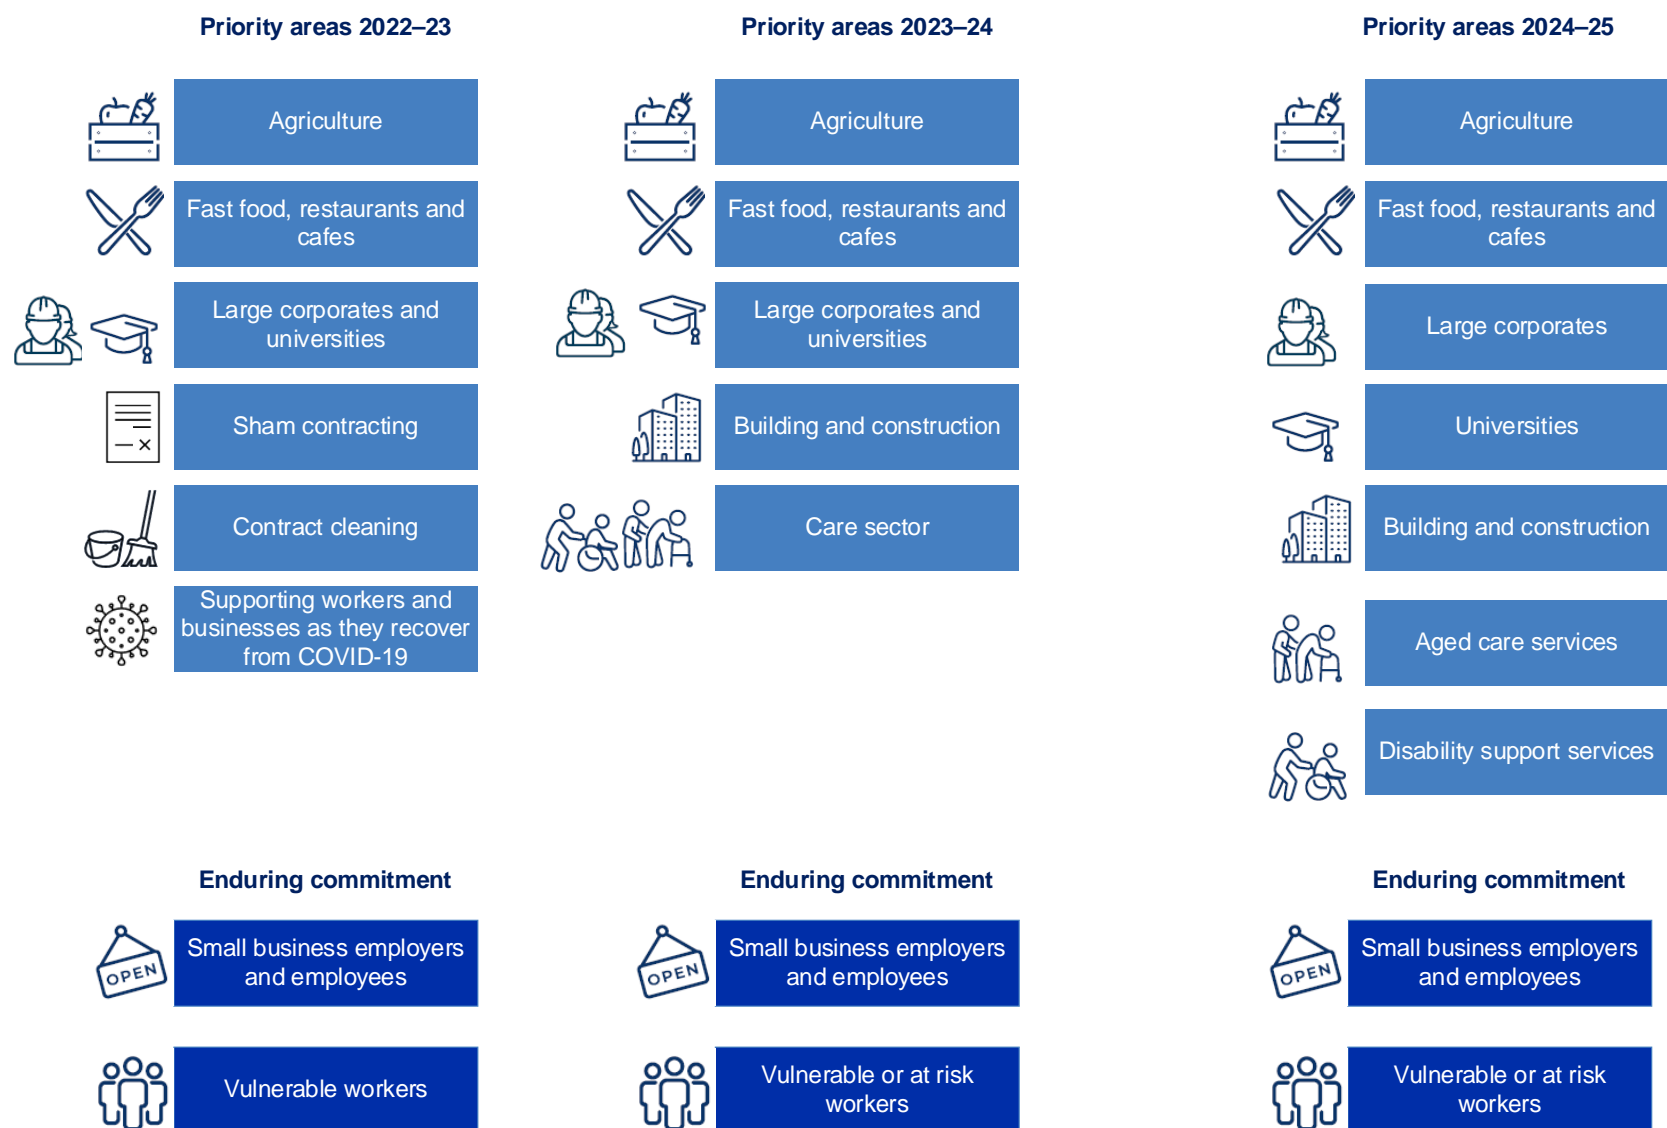 Priority areas 2022–23
Agriculture
Fast food, restaurants and
cafes
Large corporates and
universities
Sham contracting
Contract cleaning
Supporting workers and
businesses as they recover
from COVID-19
Enduring commitment
OPEN
Small business employers
and employees
Vulnerable workers
Priority areas 2023–24
Agriculture
Fast food, restaurants and
cafes
Large corporates and
universities
Building and construction
Care sector
Enduring commitment
OPEN
Small business employers
and employees
Vulnerable or at risk
workers
Priority areas 2024–25
Agriculture
Fast food, restaurants and
cafes
Large corporates
Universities
Building and construction
Aged care services
Disability support services
Enduring commitment
OPEN
Small business employers
and employees
Vulnerable or at risk
workers